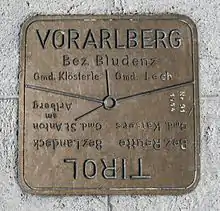 VORARLBERG
Bez. Bludenz
Gmd. Klösterle Gmd. Lech
TIROL
Bez. Landeck Bez. Reutte
Gmd. St. Anton Gmd. Kaisers
am
Arlberg